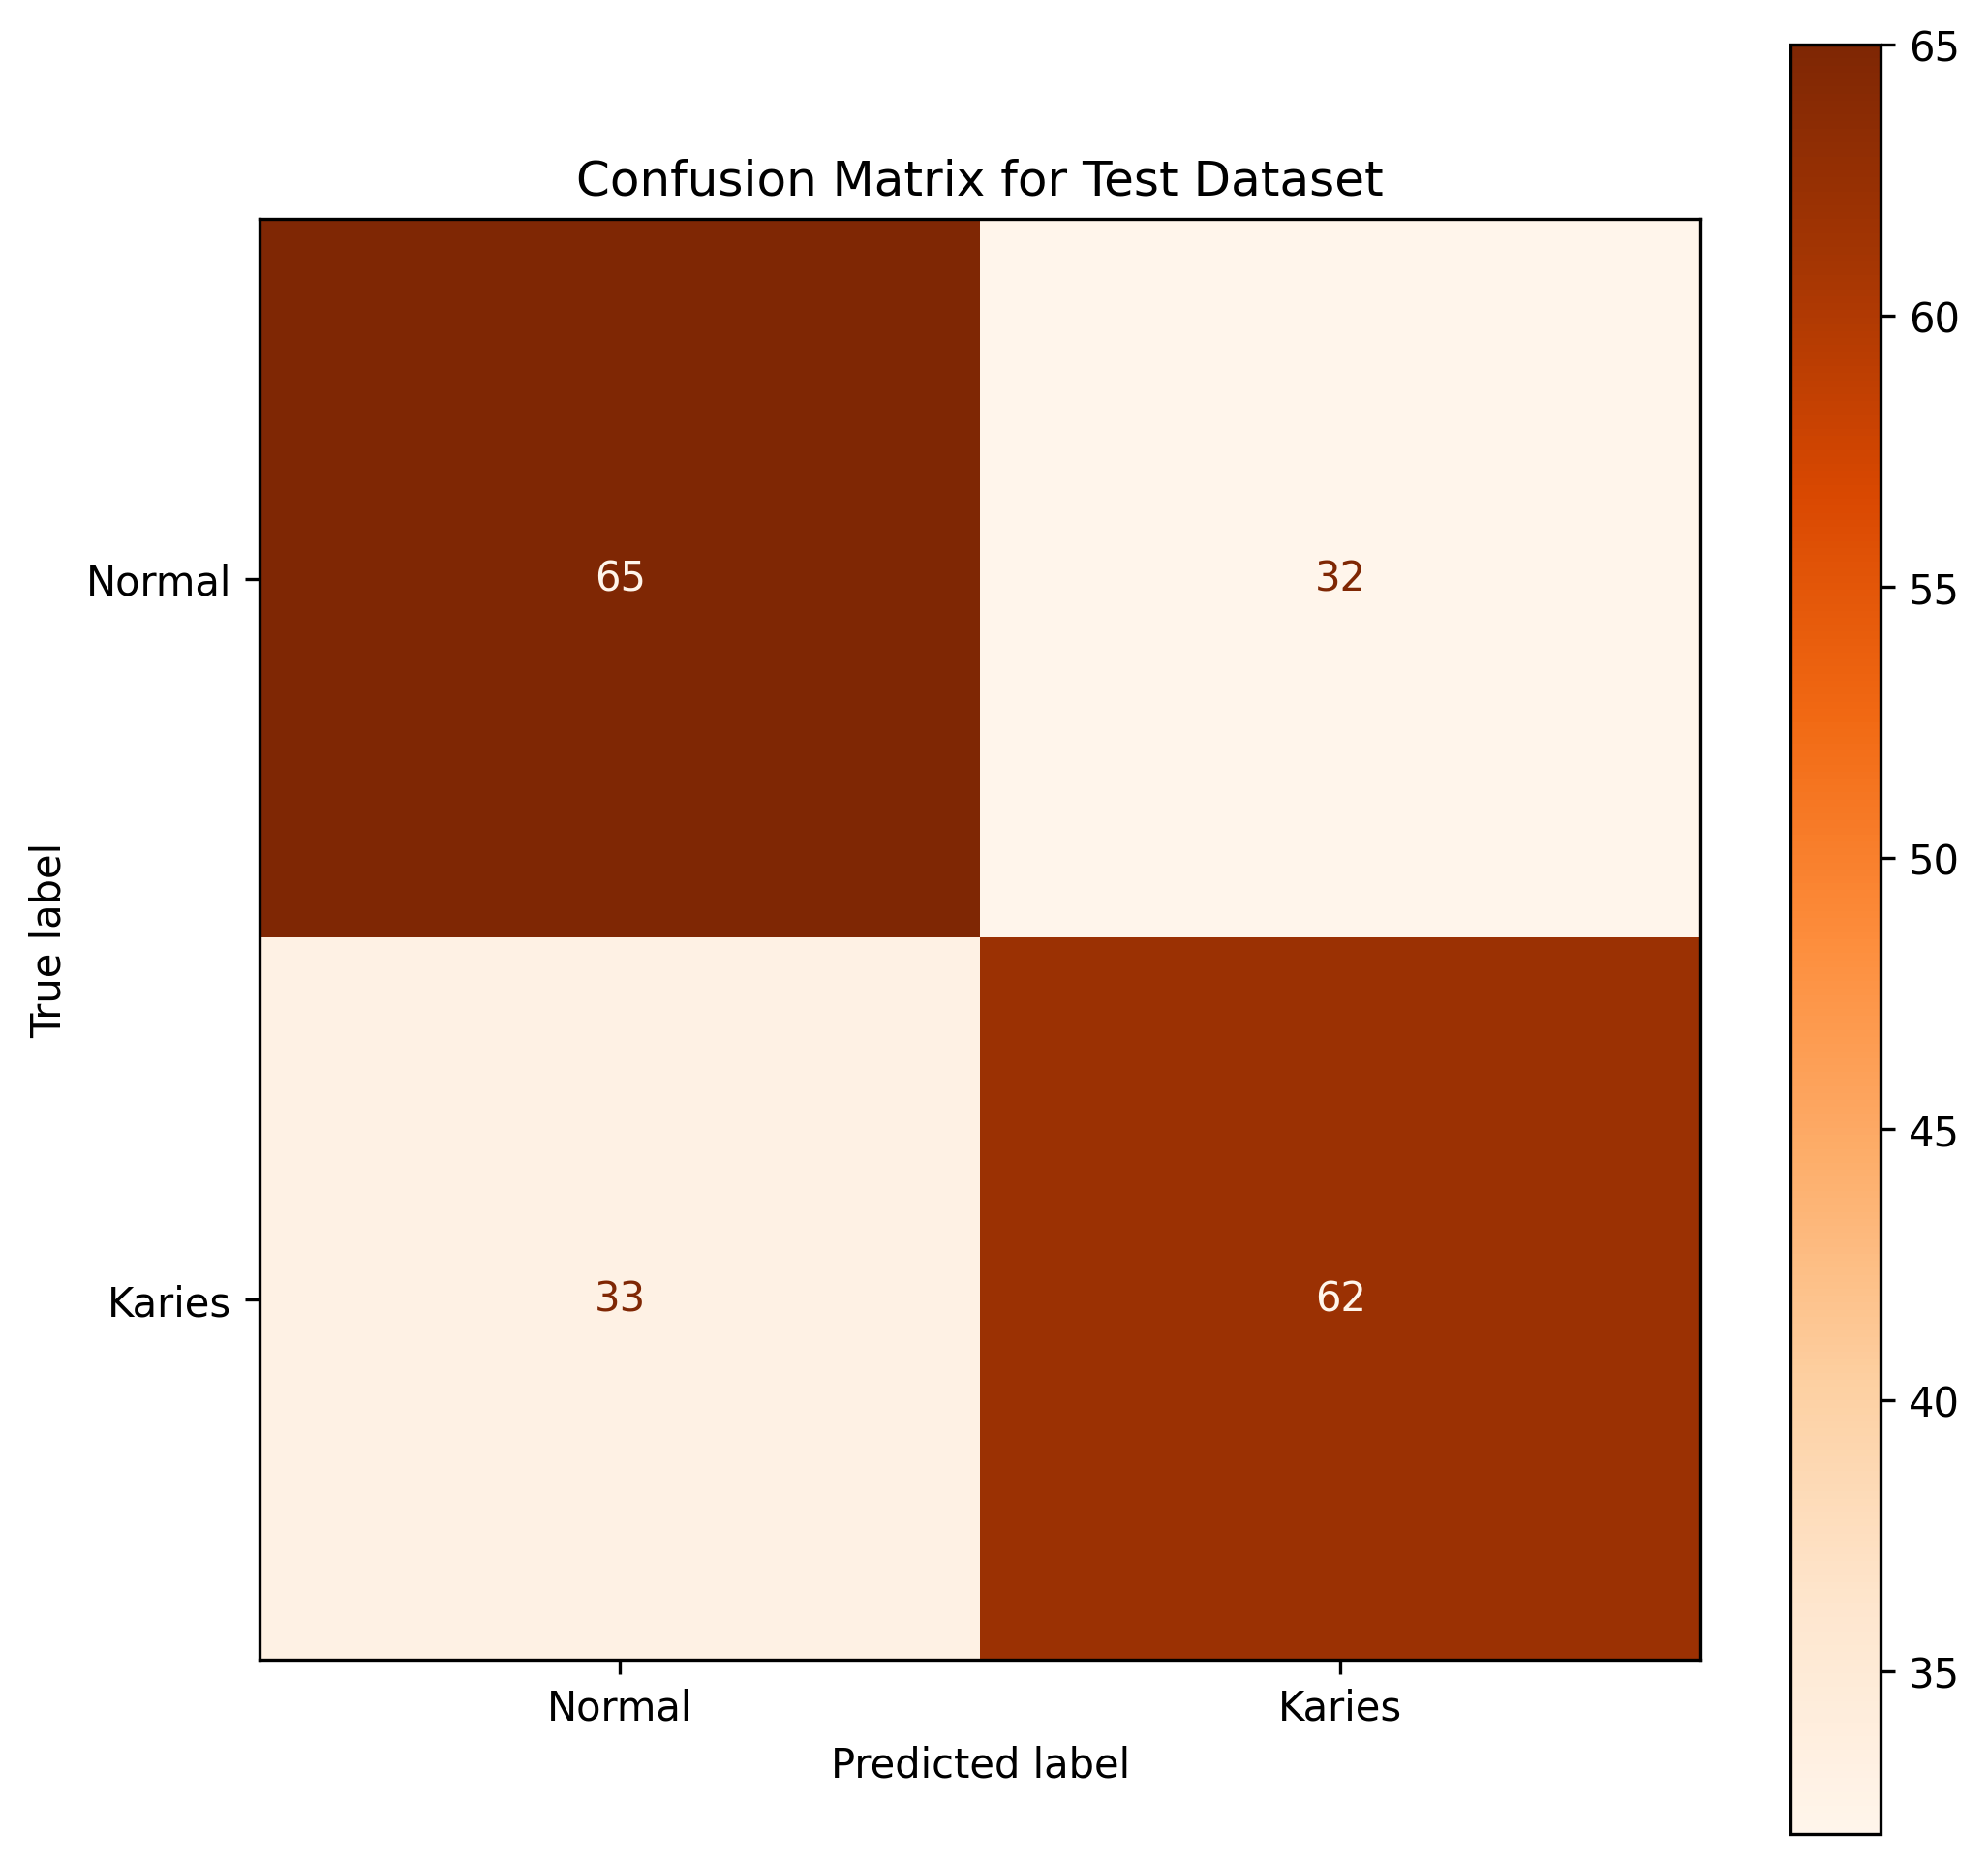 Confusion Matrix for Test Dataset
True label
Normal
Karies
65
32
33
62
Normal
Karies
Predicted label
65
60
55
50
45
40
35